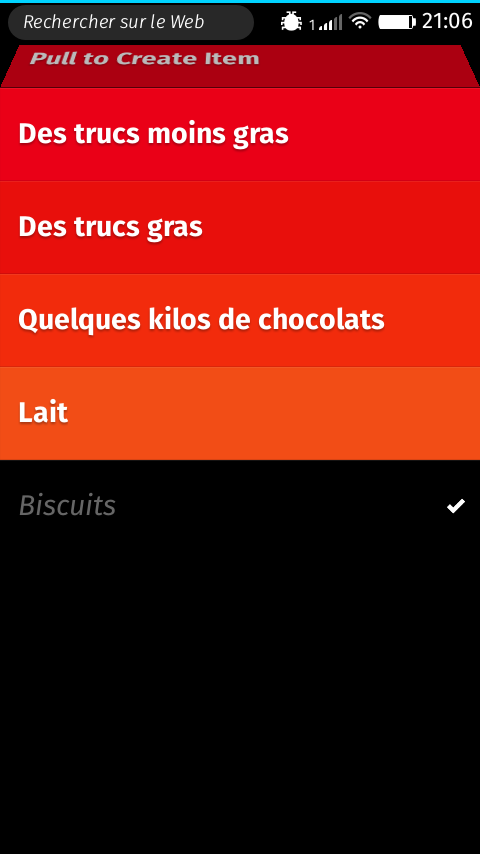 Rechercher sur le Web 1 21:06
Pull to Create Item
Des trucs moins gras
Des trucs gras
Quelques kilos de chocolats
Lait
Biscuits